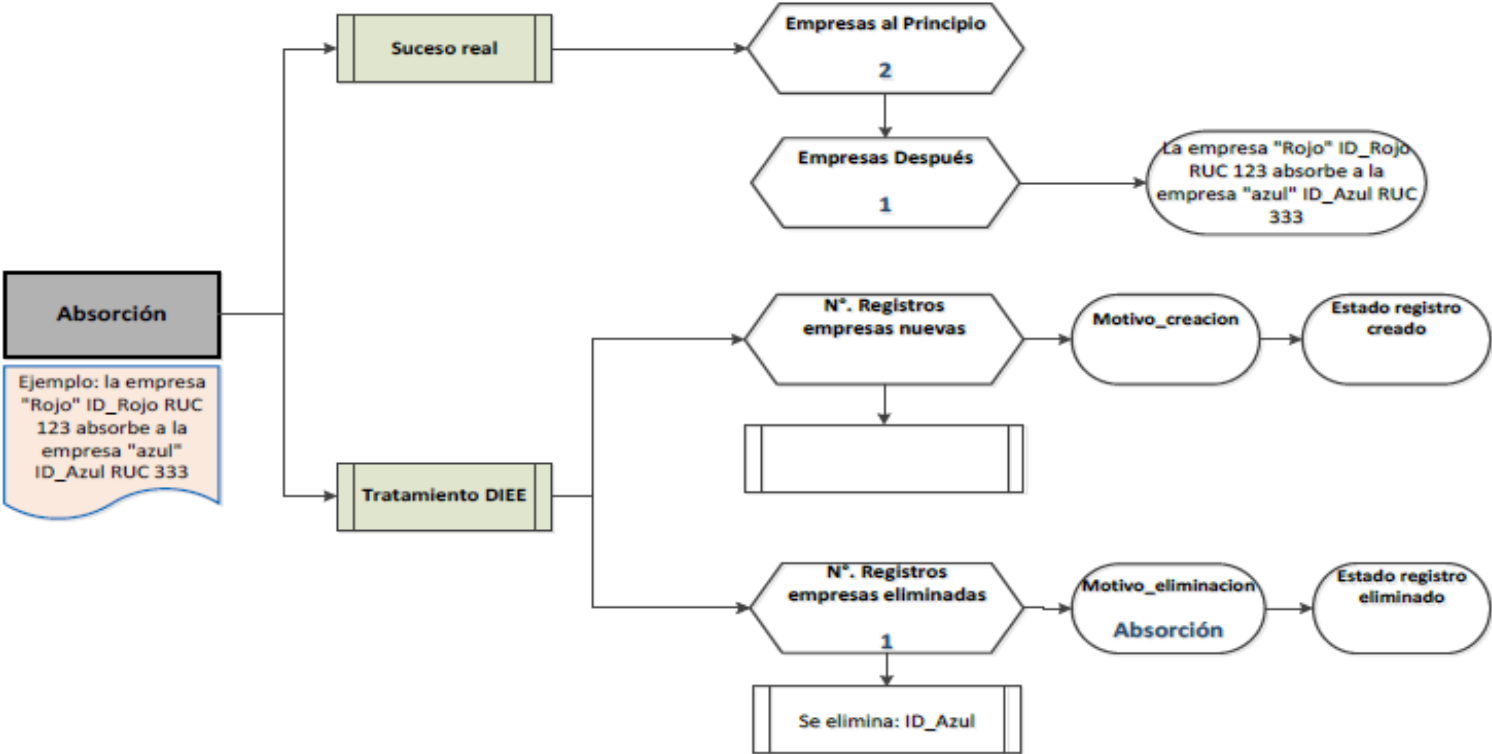 Suceso real
Empresas al Principio
2
Empresas Después
1
La empresa "Rojo" ID_Rojo
RUC 123 absorbe a la
empresa "azul" ID_Azul RUC
333
Absorción
Ejemplo: la empresa
"Rojo" ID_Rojo RUC
123 absorbe a la
empresa "azul"
ID_Azul RUC 333
Tratamiento DIEE
N°. Registros
empresas nuevas
Motivo_creacion
Estado registro
creado
N°. Registros
empresas eliminadas
1
Motivo_eliminacion
Absorción
Estado registro
eliminado
Se elimina: ID_Azul